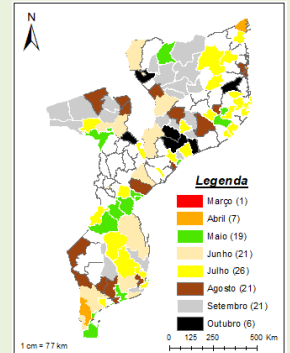 N
Legenda
Março (1)
Abril (7)
Maio (19)
Junho (21)
Julho (26)
Agosto (21)
Setembro (21)
Outubro (6)
0 125 250 500 Km
1 cm = 77 km